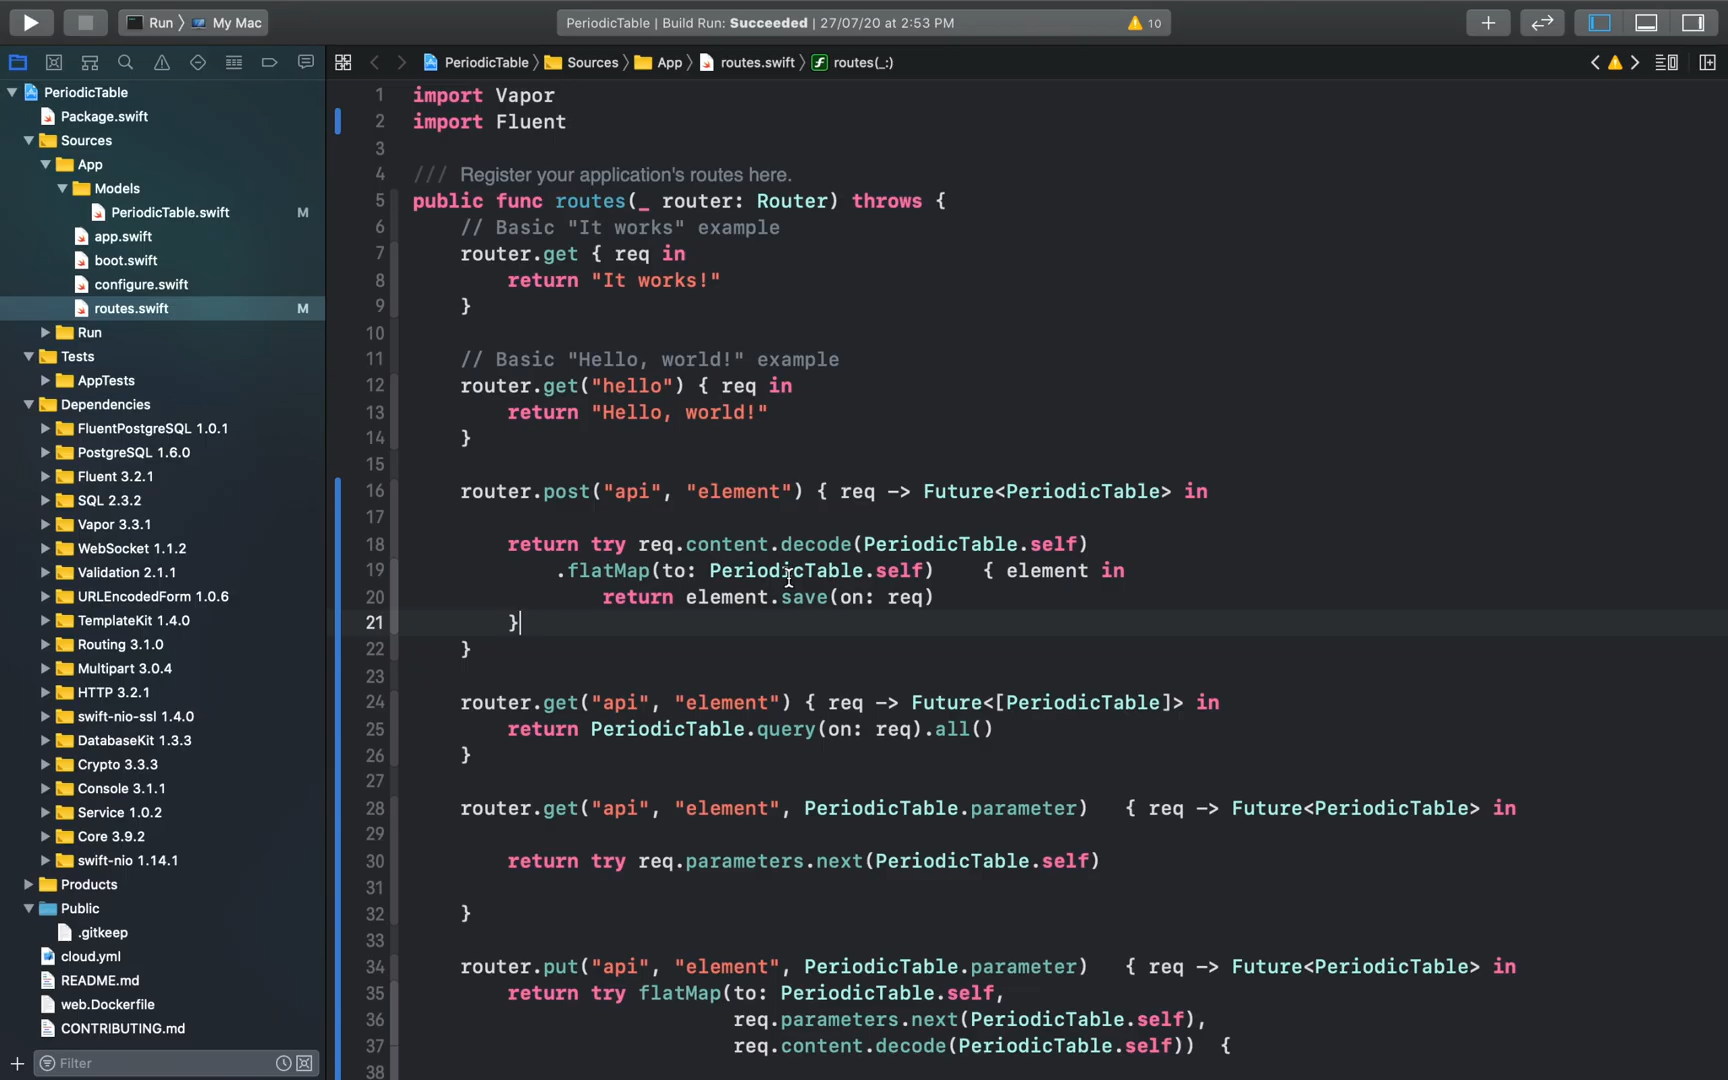 Run 〉 My Mac
PeriodicTable | Build Run: Succeeded | 27/07/20 at 2:53 PM
10
PeriodicTable 〉 Sources 〉 App 〉 routes.swift 〉 f routes(_:)
PeriodicTable
Package.swift
Sources
App
Models
PeriodicTable.swift M
app.swift
boot.swift
configure.swift
routes.swift M
Run
Tests
AppTests
Dependencies
FluentPostgreSQL 1.0.1
PostgreSQL 1.6.0
Fluent 3.2.1
SQL 2.3.2
Vapor 3.3.1
WebSocket 1.1.2
Validation 2.1.1
URLEncodedForm 1.0.6
TemplateKit 1.4.0
Routing 3.1.0
Multipart 3.0.4
HTTP 3.2.1
swift-nio-ssl 1.4.0
DatabaseKit 1.3.3
Crypto 3.3.3
Console 3.1.1
Service 1.0.2
Core 3.9.2
swift-nio 1.14.1
Products
Public
.gitkeep
cloud.yml
README.md
web.Dockerfile
CONTRIBUTING.md
Filter
1 import Vapor
2 import Fluent
3
4 /// Register your application's routes here.
5 public func routes(_ router: Router) throws {
6 // Basic "It works" example
7 router.get { req in
8 return "It works!"
9 }
10
11 // Basic "Hello, world!" example
12 router.get("hello") { req in
13 return "Hello, world!"
14 }
15
16 router.post("api", "element") { req -> Future<PeriodicTable> in
17
18 return try req.content.decode(PeriodicTable.self)
19 .flatMap(to: PeriodicTable.self) { element in
20 return element.save(on: req)
21 }
22 }
23
24 router.get("api", "element") { req -> Future<[PeriodicTable]> in
25 return PeriodicTable.query(on: req).all()
26 }
27
28 router.get("api", "element", PeriodicTable.parameter) { req -> Future<PeriodicTable> in
29
30 return try req.parameters.next(PeriodicTable.self)
31
32 }
33
34 router.put("api", "element", PeriodicTable.parameter) { req -> Future<PeriodicTable> in
35 return try flatMap(to: PeriodicTable.self,
36 req.parameters.next(PeriodicTable.self),
37 req.content.decode(PeriodicTable.self)) {
38